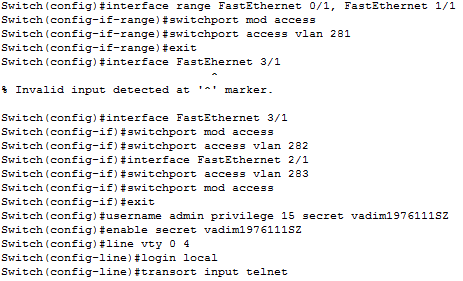 Switch(config)#interface range FastEthernet 0/1, FastEthernet 1/1
Switch(config-if-range)#switchport mod access
Switch(config-if-range)#switchport access vlan 281
Switch(config-if-range)#exit
Switch(config)#interface FastEhernet 3/1
^
% Invalid input detected at '^' marker.
Switch(config)#interface FastEthernet 3/1
Switch(config-if)#switchport mod access
Switch(config-if)#switchport access vlan 282
Switch(config-if)#interface FastEthernet 2/1
Switch(config-if)#switchport access vlan 283
Switch(config-if)#switchport mod access
Switch(config-if)#exit
Switch(config)#username admin privilege 15 secret vadim1976111SZ
Switch(config)#enable secret vadim1976111SZ
Switch(config)#line vty 0 4
Switch(config-line)#login local
Switch(config-line)#transort input telnet